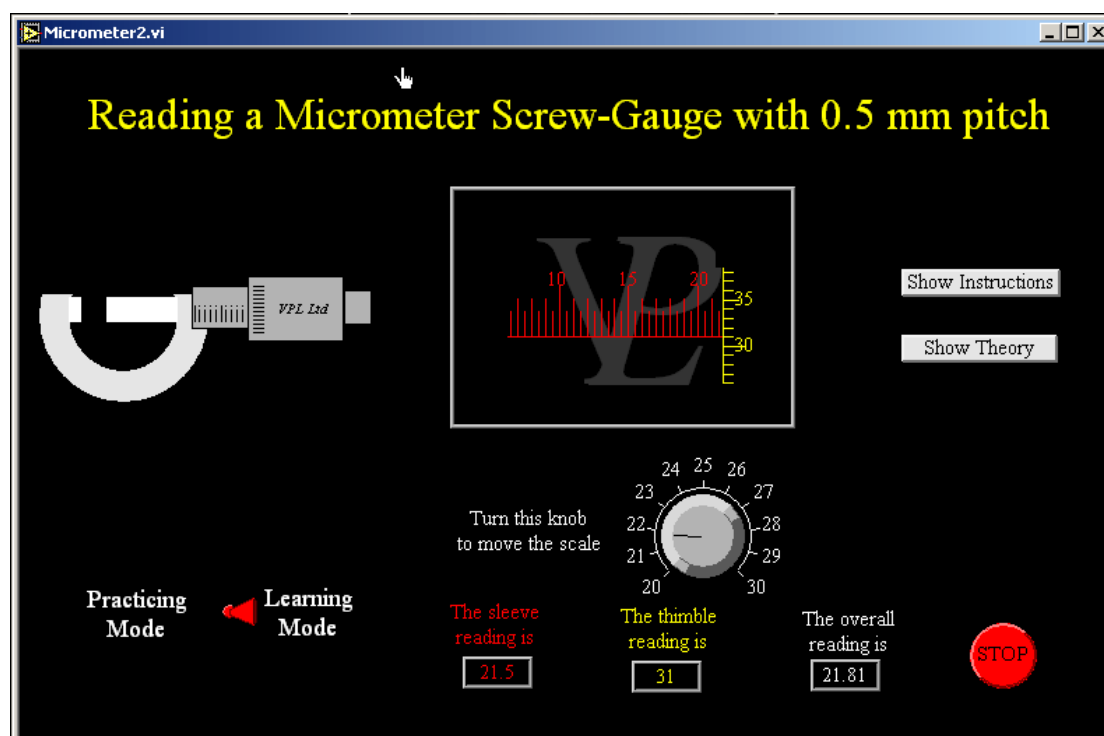 Micrometer2.vi
Reading a Micrometer Screw-Gauge with 0.5 mm pitch
VPL Ltd
10 15 20
35
30
VPL
Show Instructions
Show Theory
Turn this knob
to move the scale
20 21 22 23 24 25 26 27 28 29 30
Practicing
Mode
Learning
Mode
The sleeve
reading is
21.5
The thimble
reading is
31
The overall
reading is
21.81
STOP